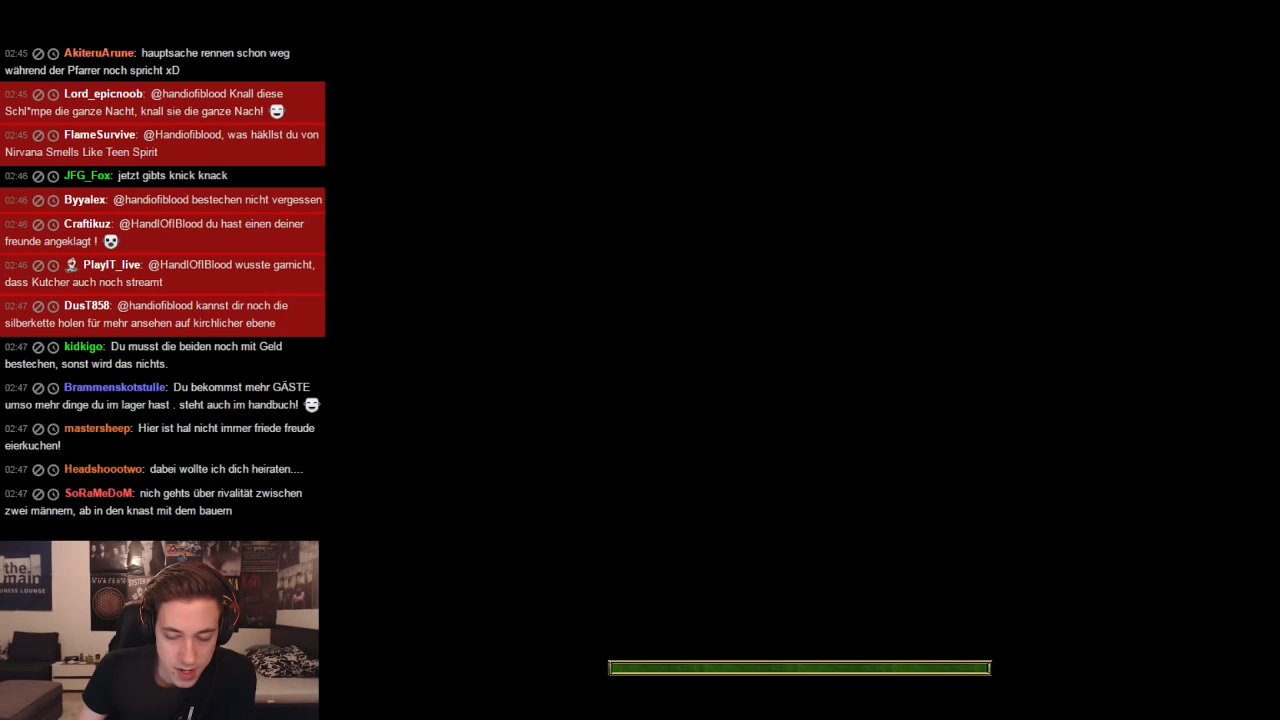 02:45 AkiteruArune: hauptsache rennen schon weg
während der Pfarrer noch spricht xD
02:45 Lord_epicnoob: @handiofiblood Knall diese
Schl*mpe die ganze Nacht, knall sie die ganze Nach!
02:45 FlameSurvive: @Handiofiblood, was häkllst du von
Nirvana Smells Like Teen Spirit
02:46 JFG_Fox: jetzt gibts knick knack
02:46 Byyalex: @handiofiblood bestechen nicht vergessen
02:46 Craftikuz: @HandIOfIBlood du hast einen deiner
freunde angeklagt !
02:46 PlayIT_live: @HandIOfIBlood wusste garnicht,
dass Kutcher auch noch streamt
02:47 DusT858: @handiofiblood kannst dir noch die
silberkette holen für mehr ansehen auf kirchlicher ebene
02:47 kidkigo: Du musst die beiden noch mit Geld
bestechen, sonst wird das nichts.
02:47 Brammenskotstulle: Du bekommst mehr GÄSTE
umso mehr dinge du im lager hast . steht auch im handbuch!
02:47 mastersheep: Hier ist hal nicht immer friede freude
eierkuchen!
02:47 Headshoootwo: dabei wollte ich dich heiraten....
02:47 SoRaMeDoM: nich gehts über rivalität zwischen
zwei männern, ab in den knast mit dem bauern
the.
main
LOUNGE